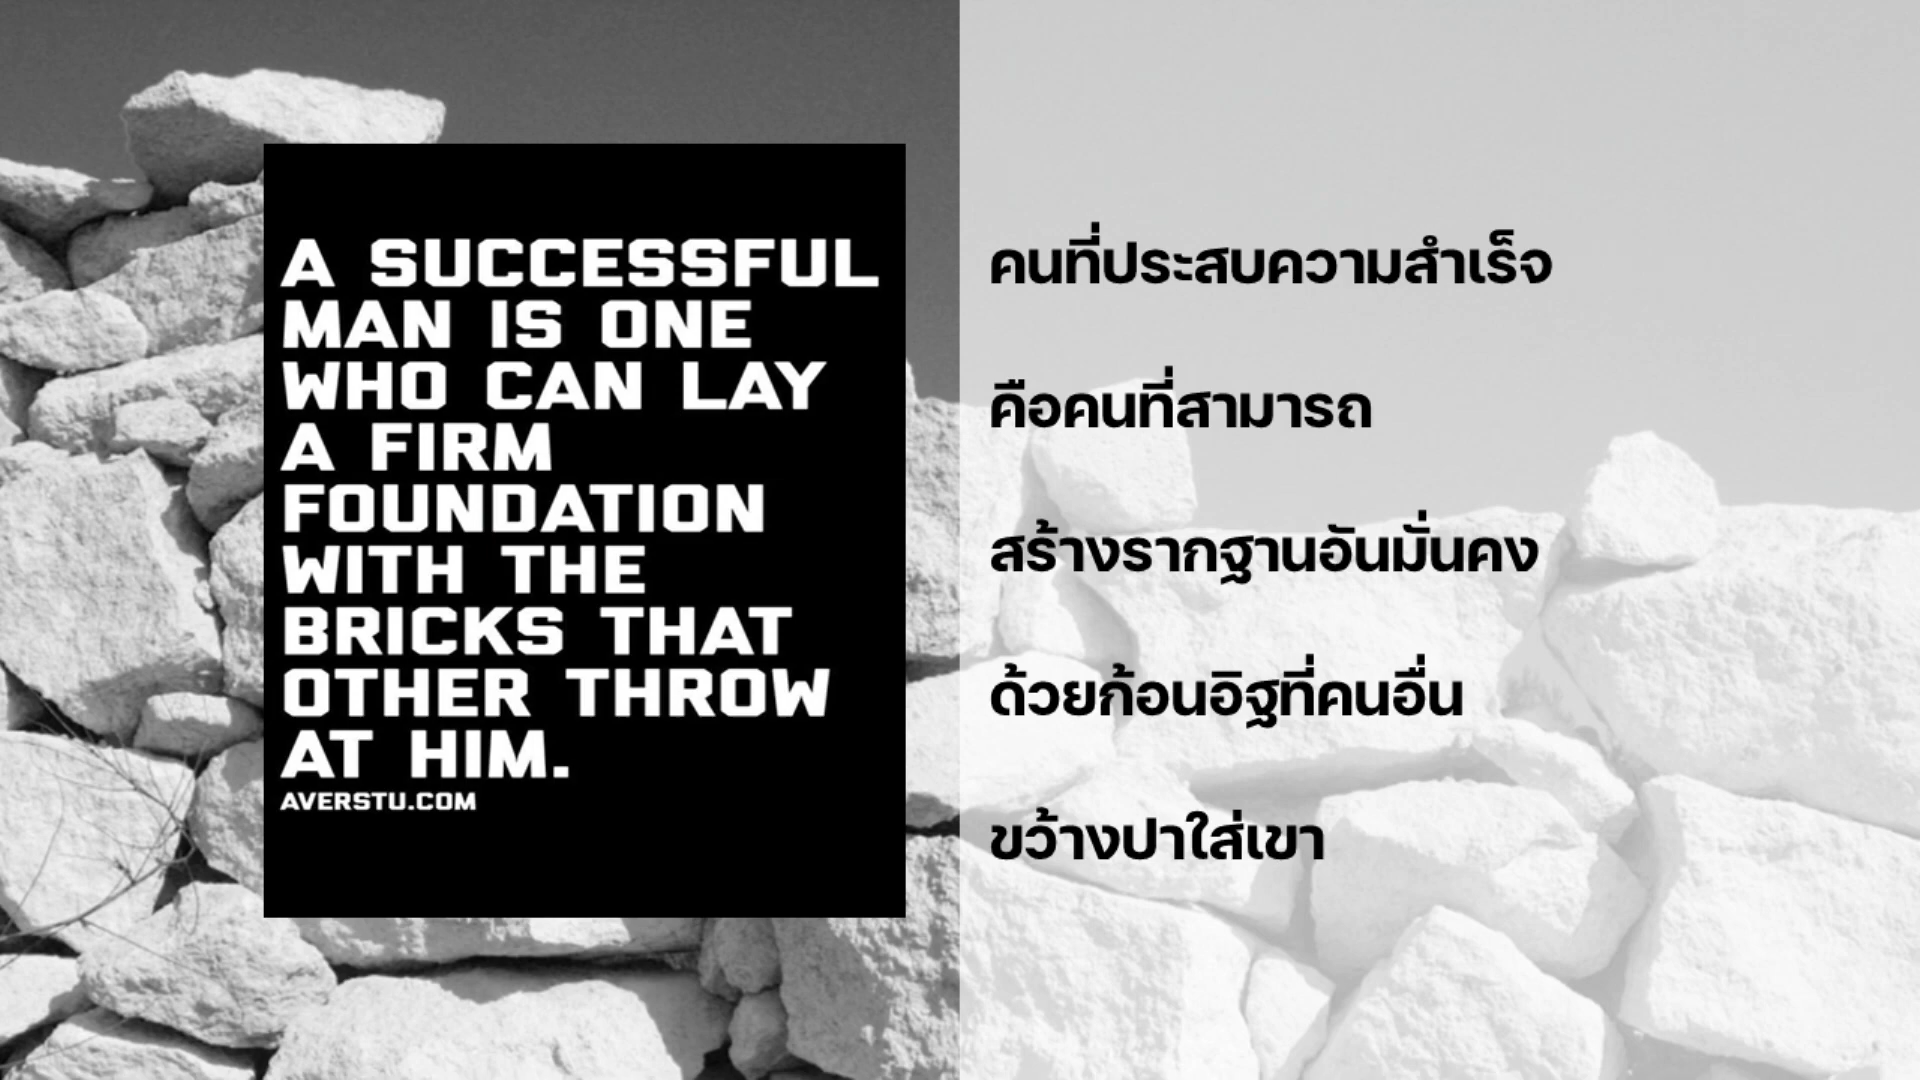 A SUCCESSFUL
MAN IS ONE
WHO CAN LAY
A FIRM
FOUNDATION
WITH THE
BRICKS THAT
OTHER THROW
AT HIM.
AVERSTU.COM
คนที่ประสบความสำเร็จ
คือคนที่สามารถ
สร้างรากฐานอันมั่นคง
ด้วยก้อนอิฐที่คนอื่น
ขว้างปาใส่เขา